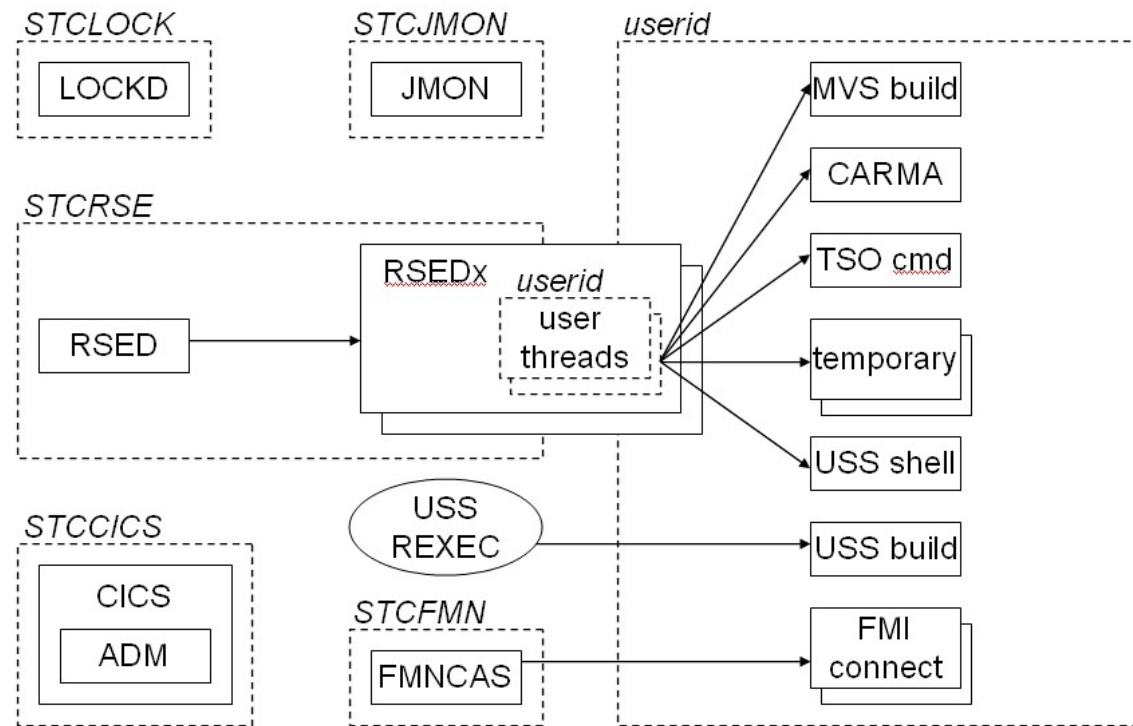 STCLOCK
LOCKD
STCJMON
JMON
userid
MVS build
CARMA
TSO cmd
temporary
USS shell
USS build
FMI
connect
STCRSE
RSED
RSEDx
userid
user
threads
USS
REXEC
STCCICS
CICS
ADM
STCFMN
FMNCAS